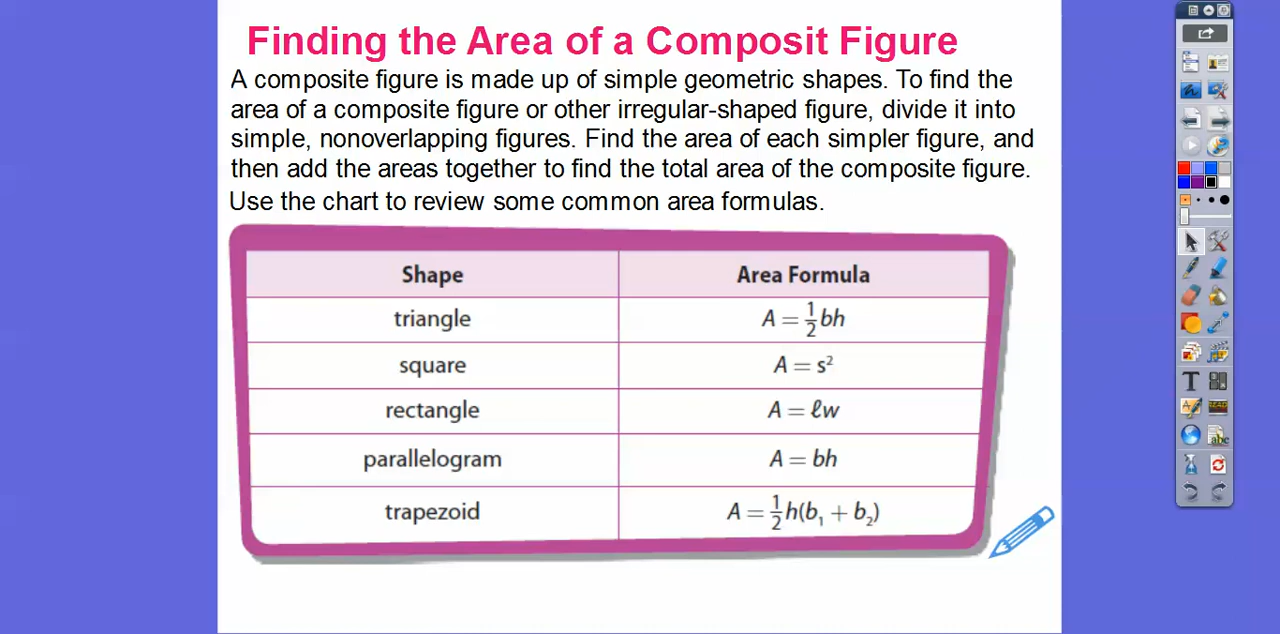 Finding the Area of a Composit Figure
A composite figure is made up of simple geometric shapes. To find the
area of a composite figure or other irregular-shaped figure, divide it into
simple, nonoverlapping figures. Find the area of each simpler figure, and
then add the areas together to find the total area of the composite figure.
Use the chart to review some common area formulas.
Shape Area Formula
triangle A = 1/2 bh
square A = s²
rectangle A = ℓw
parallelogram A = bh
trapezoid A = 1/2 h(b₁ + b₂)
T
abc